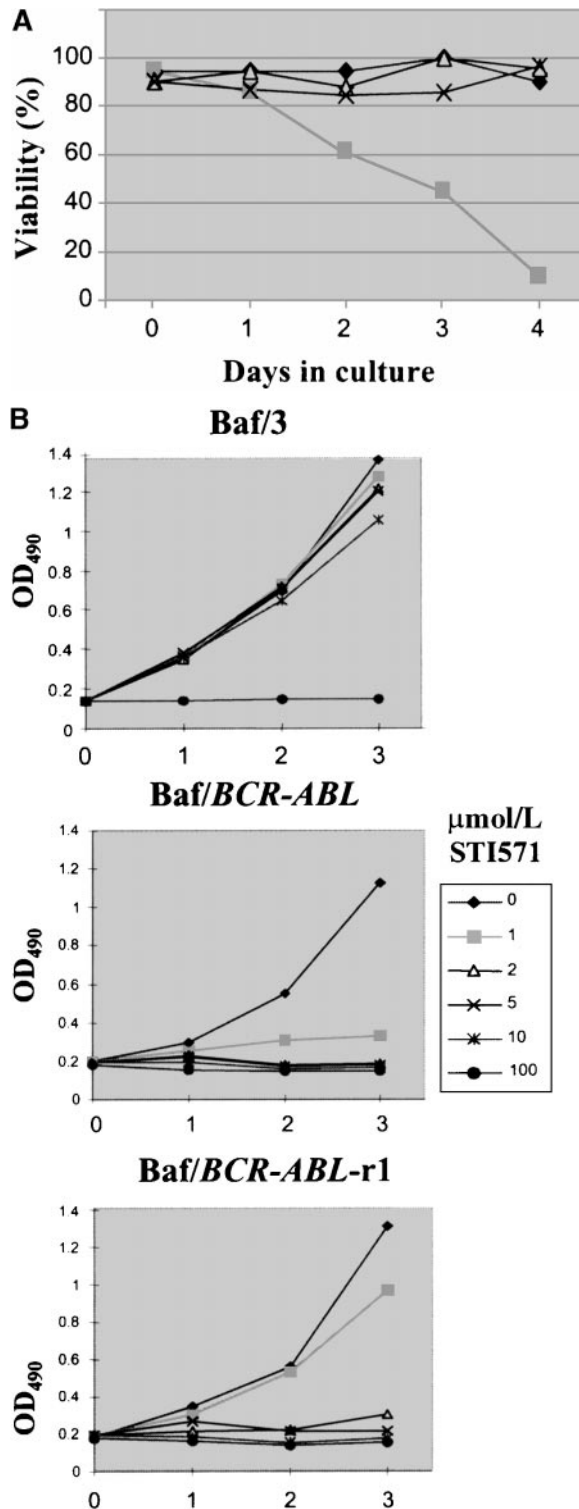 A
100
80
60
40
20
0
Viability (%)
0 1 2 3 4
Days in culture
B
Baf/3
1.4
1.2
1
0.8
0.6
0.4
0.2
0
OD490
0 1 2 3
Baf/BCR-ABL
1.4
1.2
1
0.8
0.6
0.4
0.2
0
OD490
0 1 2 3
μmol/L
STI571
0
1
2
5
10
100
Baf/BCR-ABL-r1
1.4
1.2
1
0.8
0.6
0.4
0.2
0
OD490
0 1 2 3